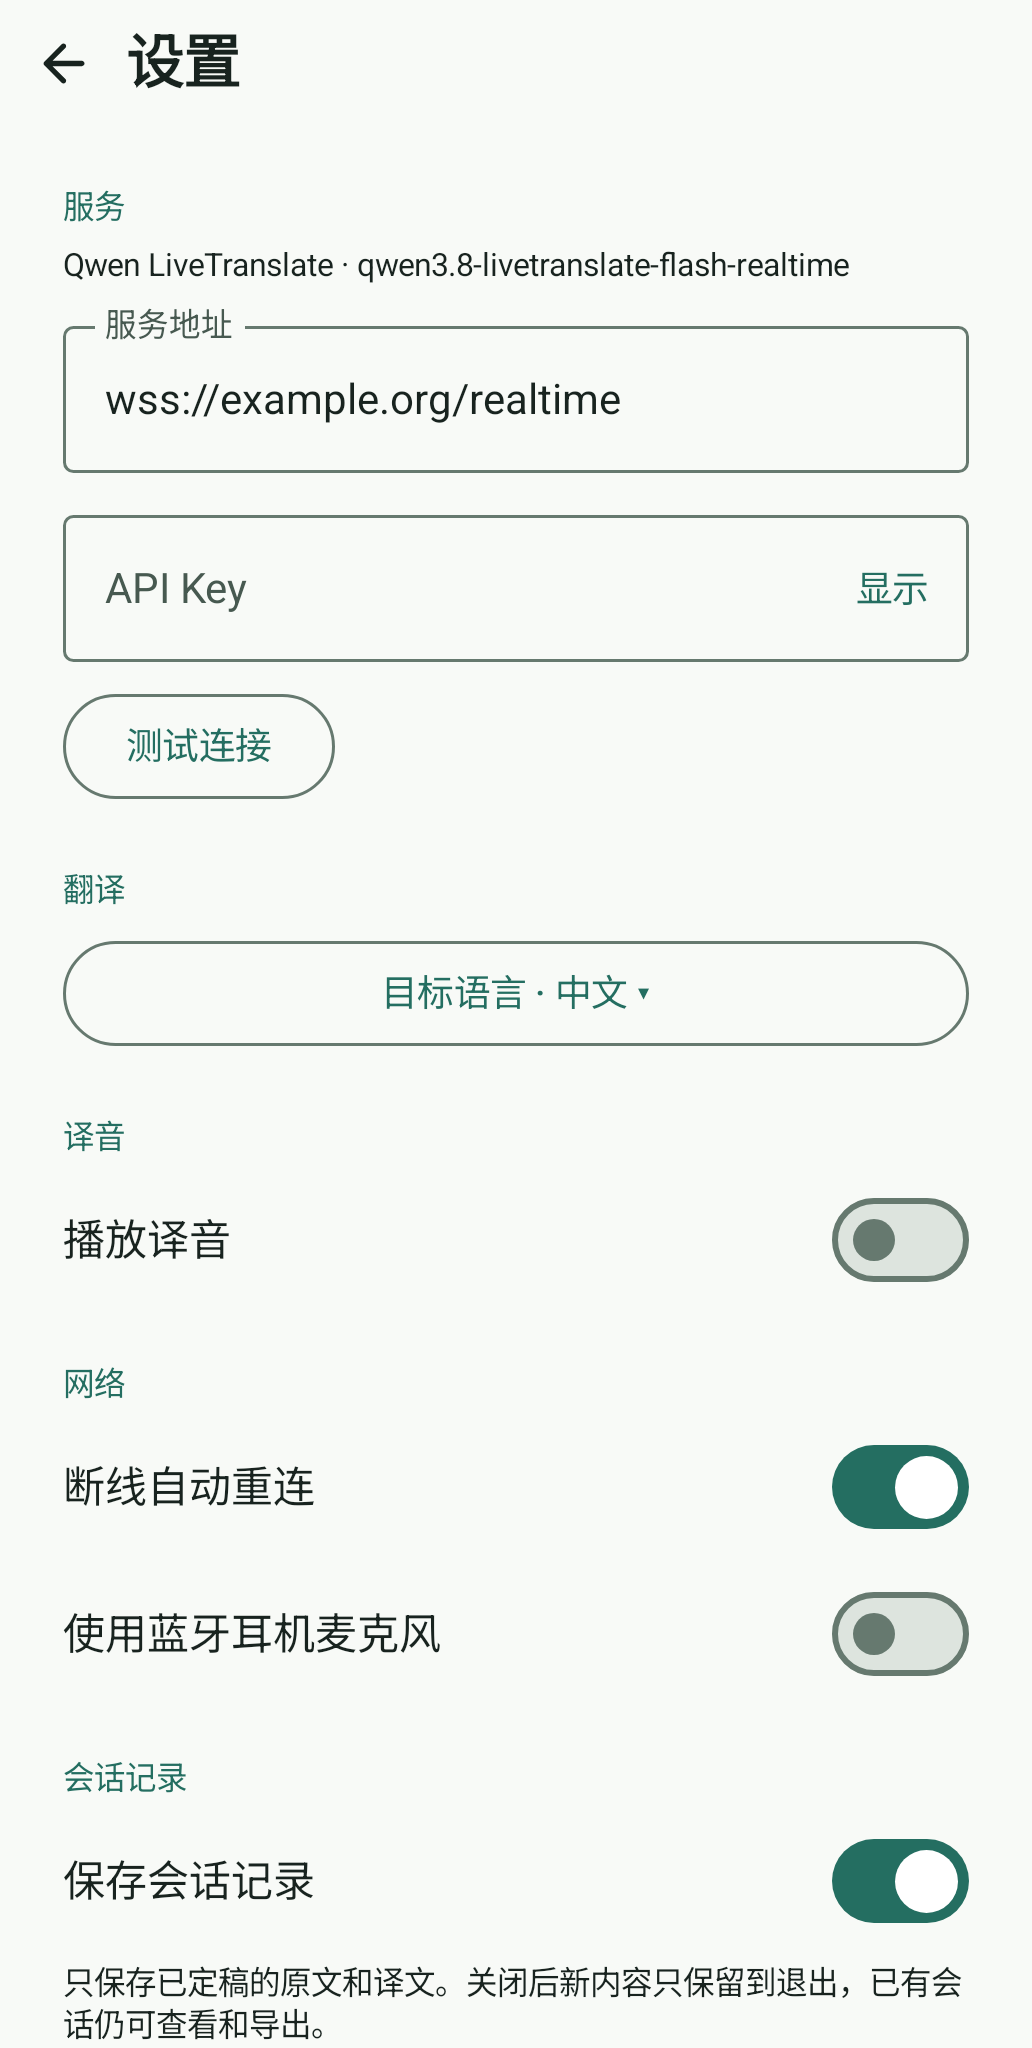 设置
服务
Qwen LiveTranslate · qwen3.8-livetranslate-flash-realtime
服务地址
wss://example.org/realtime
API Key
显示
测试连接
翻译
目标语言 · 中文 ▾
译音
播放译音
网络
断线自动重连
使用蓝牙耳机麦克风
会话记录
保存会话记录
只保存已定稿的原文和译文。关闭后新内容只保留到退出，已有会
话仍可查看和导出。